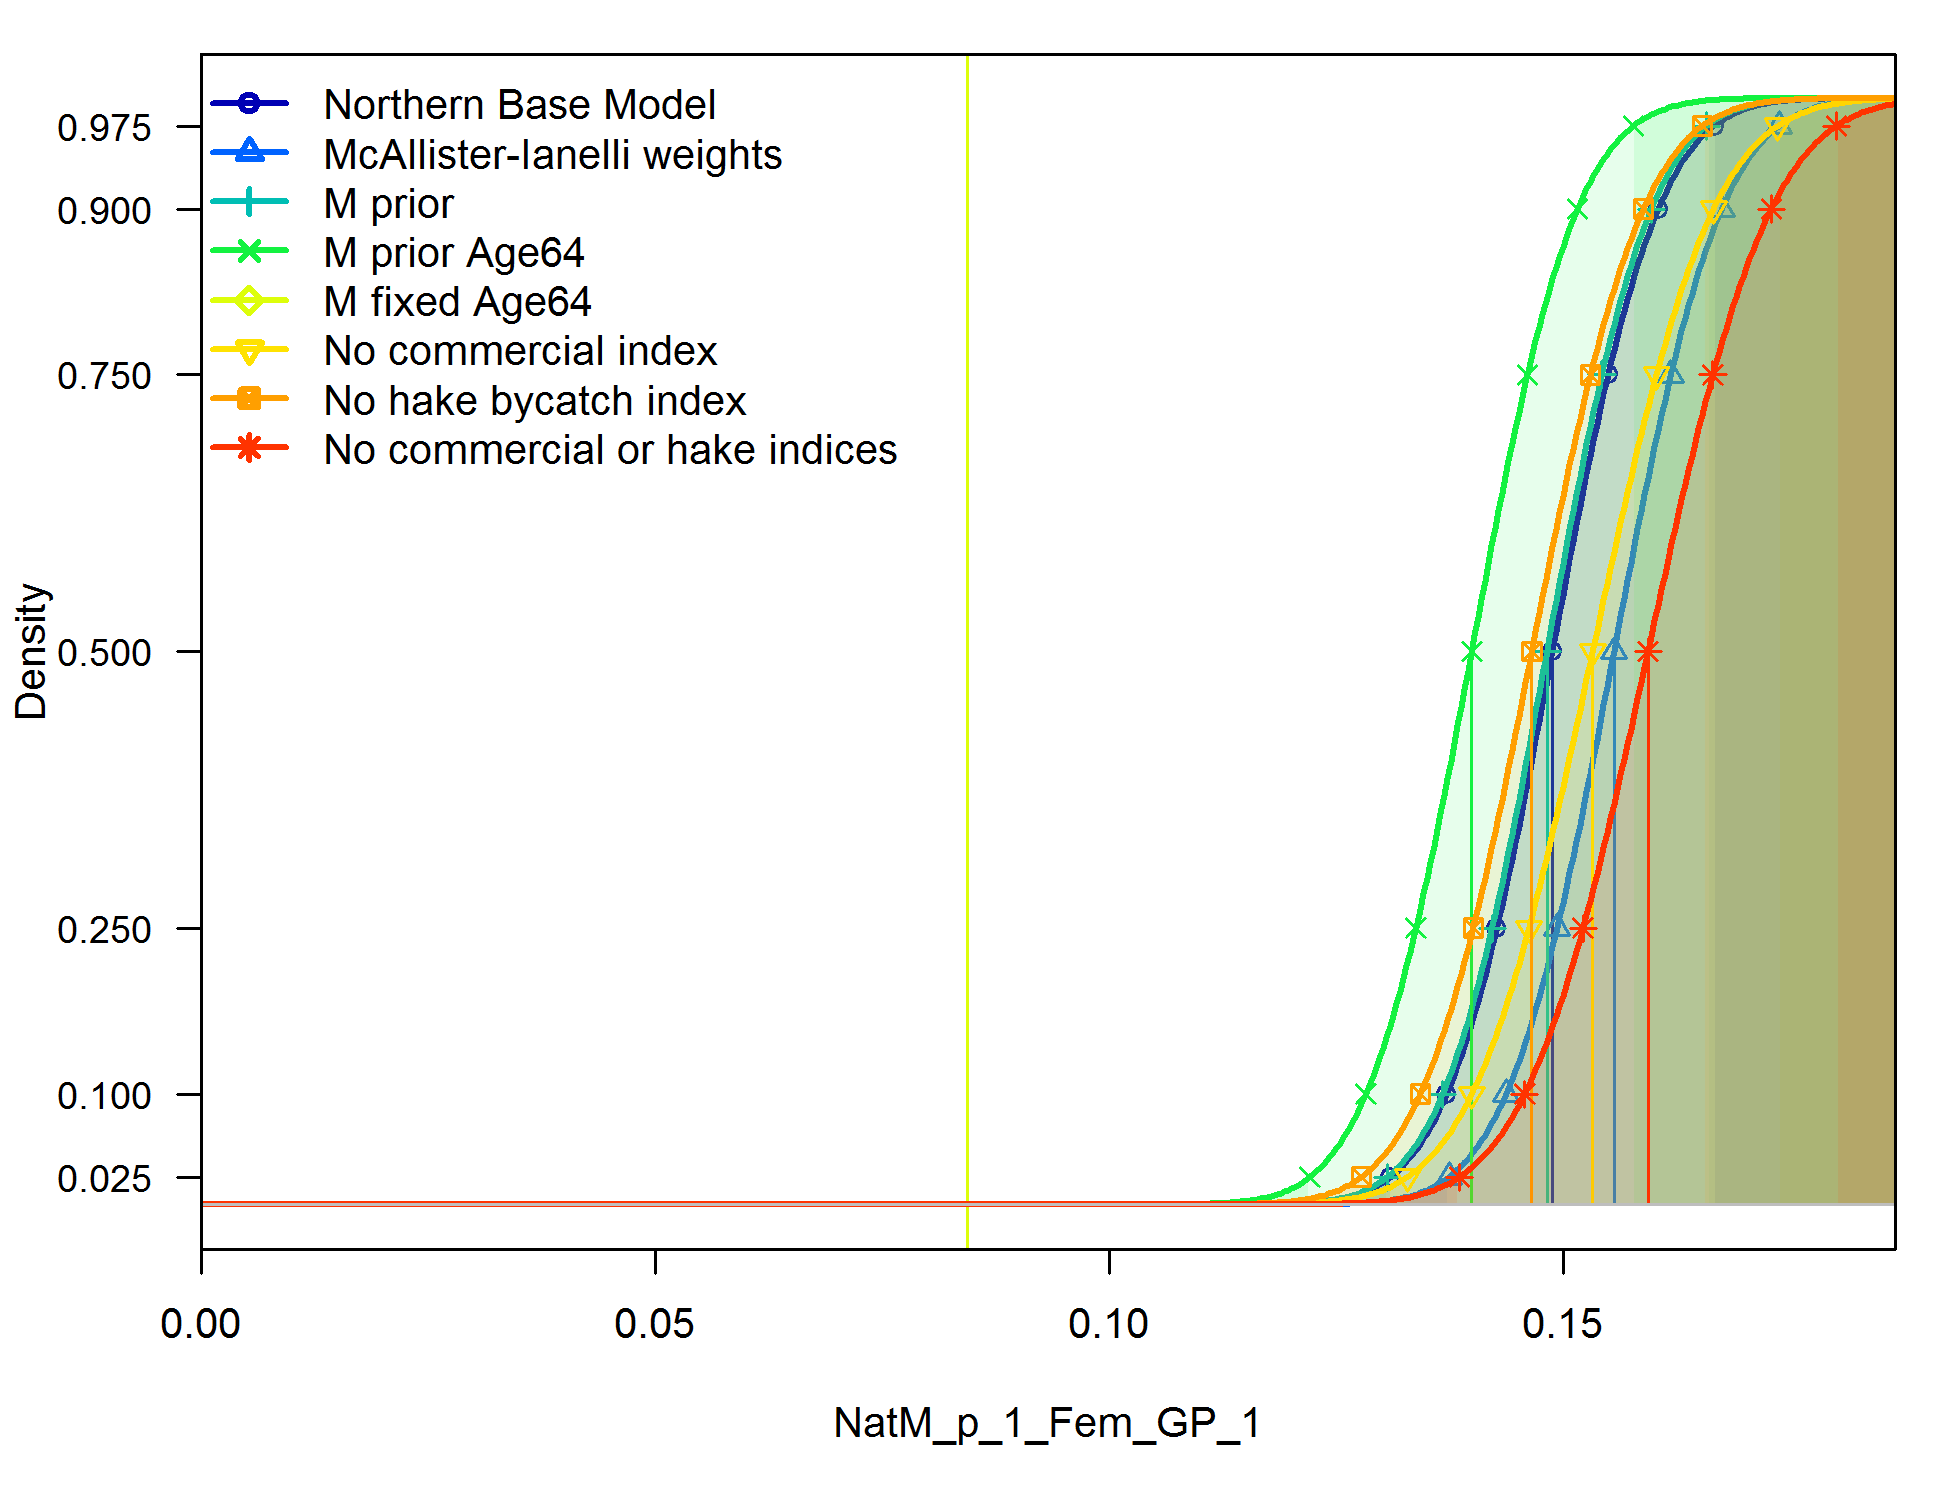 Northern Base Model
McAllister-Ianelli weights
M prior
M prior Age64
M fixed Age64
No commercial index
No hake bycatch index
No commercial or hake indices
Density
0.975
0.900
0.750
0.500
0.250
0.100
0.025
0.00 0.05 0.10 0.15
NatM_p_1_Fem_GP_1